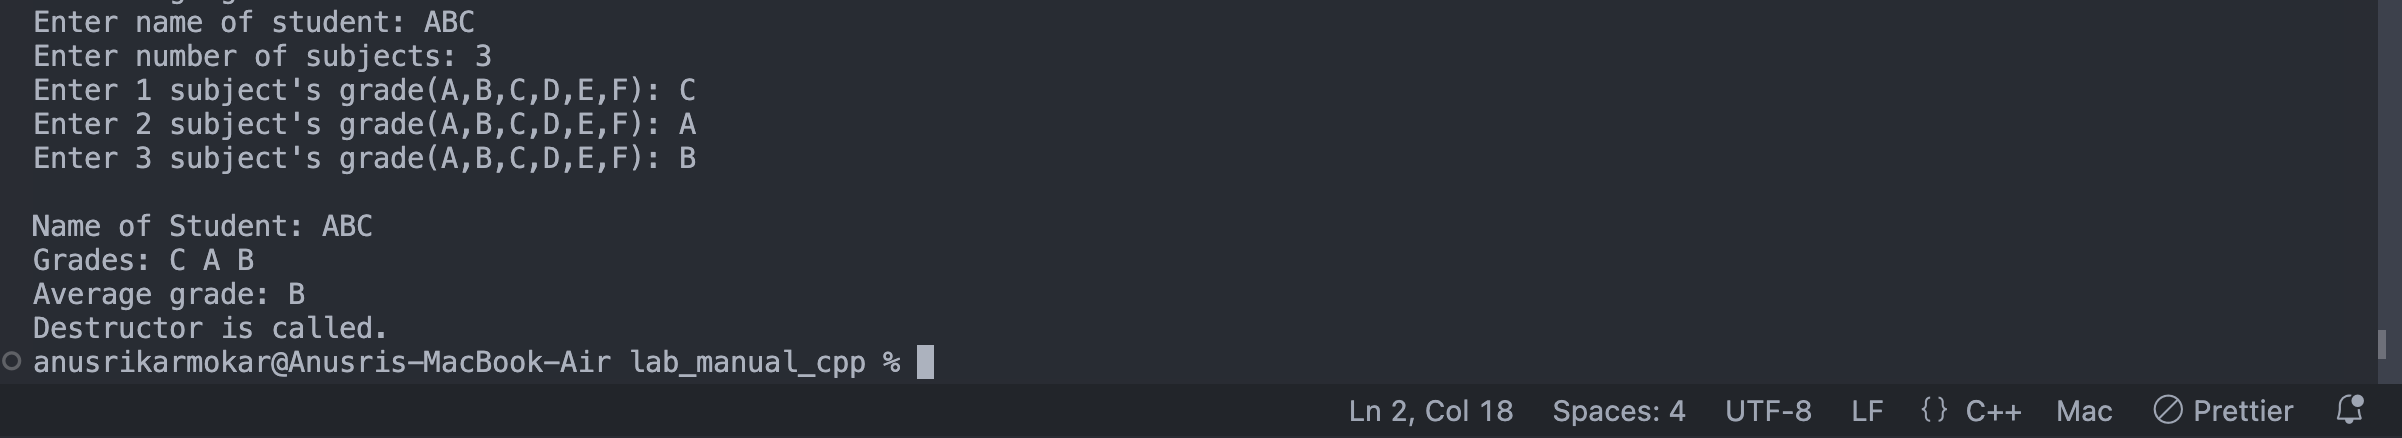 Enter name of student: ABC
Enter number of subjects: 3
Enter 1 subject's grade(A,B,C,D,E,F): C
Enter 2 subject's grade(A,B,C,D,E,F): A
Enter 3 subject's grade(A,B,C,D,E,F): B
Name of Student: ABC
Grades: C A B
Average grade: B
Destructor is called.
anusrikarmokar@Anusris-MacBook-Air lab_manual_cpp %
Ln 2, Col 18 Spaces: 4 UTF-8 LF {} C++ Mac Prettier